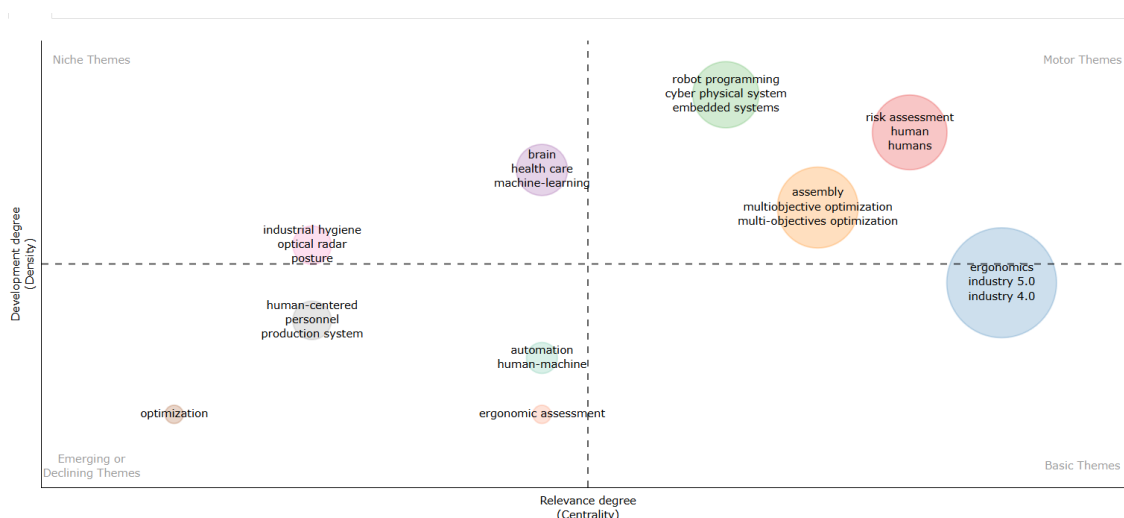 Niche Themes
Motor Themes
robot programming
cyber physical system
embedded systems
risk assessment
human
humans
brain
health care
machine-learning
assembly
multiobjective optimization
multi-objectives optimization
industrial hygiene
optical radar
posture
ergonomics
industry 5.0
industry 4.0
human-centered
personnel
production system
automation
human-machine
optimization
ergonomic assessment
Emerging or
Declining Themes
Basic Themes
Development degree
(Density)
Relevance degree
(Centrality)